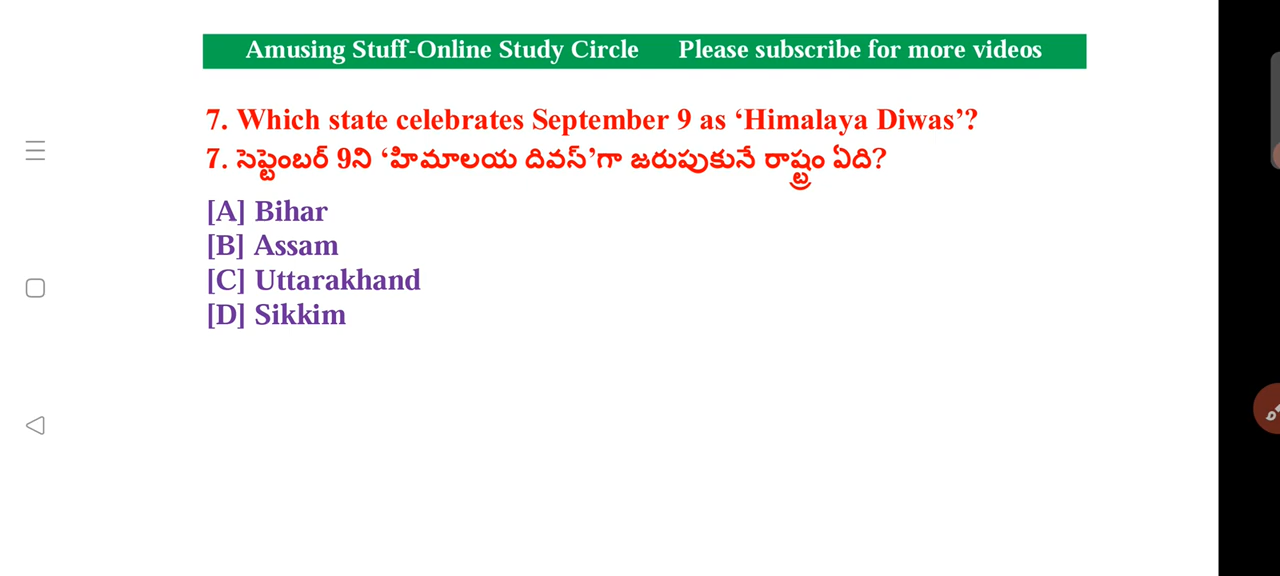 Amusing Stuff-Online Study Circle Please subscribe for more videos
7. Which state celebrates September 9 as ‘Himalaya Diwas’?
7. సెప్టెంబర్ 9ని ‘హిమాలయ దివస్’గా జరుపుకునే రాష్ట్రం ఏది?
[A] Bihar
[B] Assam
[C] Uttarakhand
[D] Sikkim